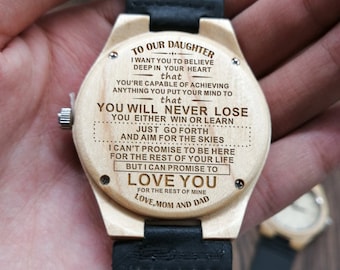 TO OUR DAUGHTER
I WANT YOU TO BELIEVE
DEEP IN YOUR HEART
that
YOU'RE CAPABLE OF ACHIEVING
ANYTHING YOU PUT YOUR MIND TO
that
YOU WILL NEVER LOSE
YOU EITHER WIN OR LEARN
JUST GO FORTH
AND AIM FOR THE SKIES
I CAN'T PROMISE TO BE HERE
FOR THE REST OF YOUR LIFE
BUT I CAN PROMISE TO
LOVE YOU
FOR THE REST OF MINE
LOVE,MOM AND DAD